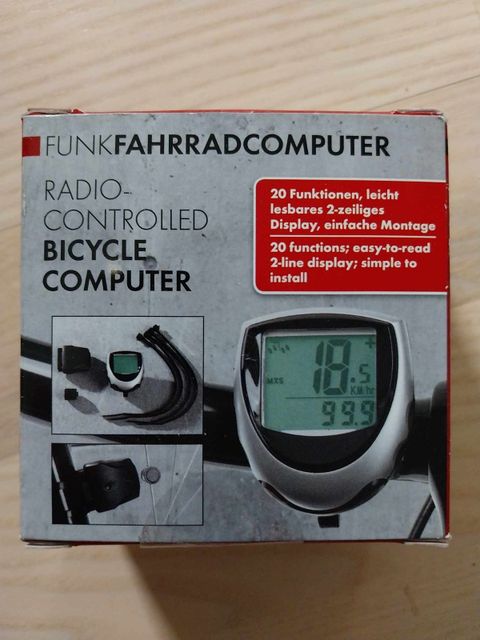 FUNKFAHRRADCOMPUTER
RADIO-
CONTROLLED
BICYCLE
COMPUTER
20 Funktionen, leicht
lesbares 2-zeiliges
Display, einfache Montage
20 functions; easy-to-read
2-line display; simple to
install
18.5
MXS
KM/hr
99.9